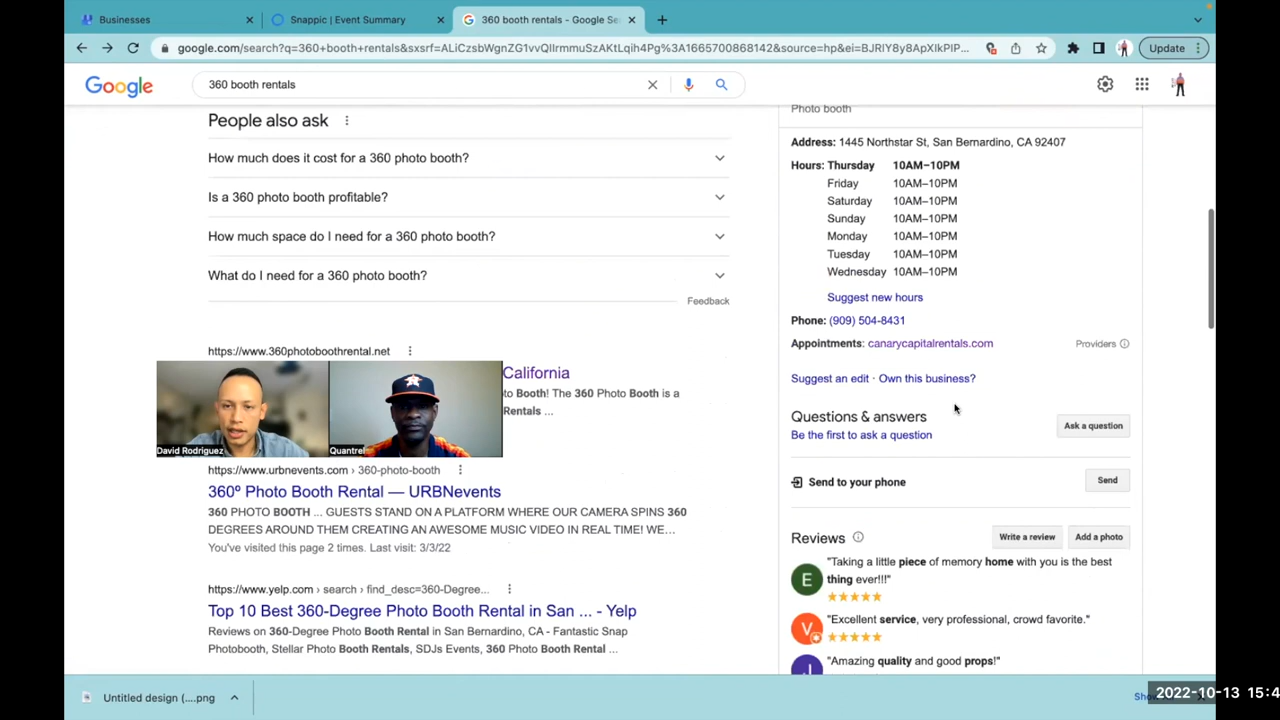 Businesses
Snappic | Event Summary
360 booth rentals - Google Se
google.com/search?q=360+booth+rentals&sxsrf=ALiCzsbWgnZG1vvQIIrmmuSzAKtLqih4Pg%3A1665700868142&source=hp&ei=BJRIY8y8ApXIkPIP...
Update
Google
360 booth rentals
People also ask
How much does it cost for a 360 photo booth?
Is a 360 photo booth profitable?
How much space do I need for a 360 photo booth?
What do I need for a 360 photo booth?
Feedback
https://www.360photoboothrental.net
California
to Booth! The 360 Photo Booth is a
Rentals ...
David Rodriguez
Quantrel
https://www.urbnevents.com › 360-photo-booth
360º Photo Booth Rental — URBNevents
360 PHOTO BOOTH ... GUESTS STAND ON A PLATFORM WHERE OUR CAMERA SPINS 360
DEGREES AROUND THEM CREATING AN AWESOME MUSIC VIDEO IN REAL TIME! WE...
You've visited this page 2 times. Last visit: 3/3/22
https://www.yelp.com › search › find_desc=360-Degree...
Top 10 Best 360-Degree Photo Booth Rental in San ... - Yelp
Reviews on 360-Degree Photo Booth Rental in San Bernardino, CA - Fantastic Snap
Photobooth, Stellar Photo Booth Rentals, SDJs Events, 360 Photo Booth Rental ...
Photo booth
Address: 1445 Northstar St, San Bernardino, CA 92407
Hours: Thursday 10AM–10PM
Friday 10AM–10PM
Saturday 10AM–10PM
Sunday 10AM–10PM
Monday 10AM–10PM
Tuesday 10AM–10PM
Wednesday 10AM–10PM
Suggest new hours
Phone: (909) 504-8431
Appointments: canarycapitalrentals.com Providers
Suggest an edit · Own this business?
Questions & answers
Be the first to ask a question
Ask a question
Send to your phone
Send
Reviews
Write a review
Add a photo
E
"Taking a little piece of memory home with you is the best
thing ever!!!"
V
"Excellent service, very professional, crowd favorite."
J
"Amazing quality and good props!"
Untitled design (....png
2022-10-13 15:4